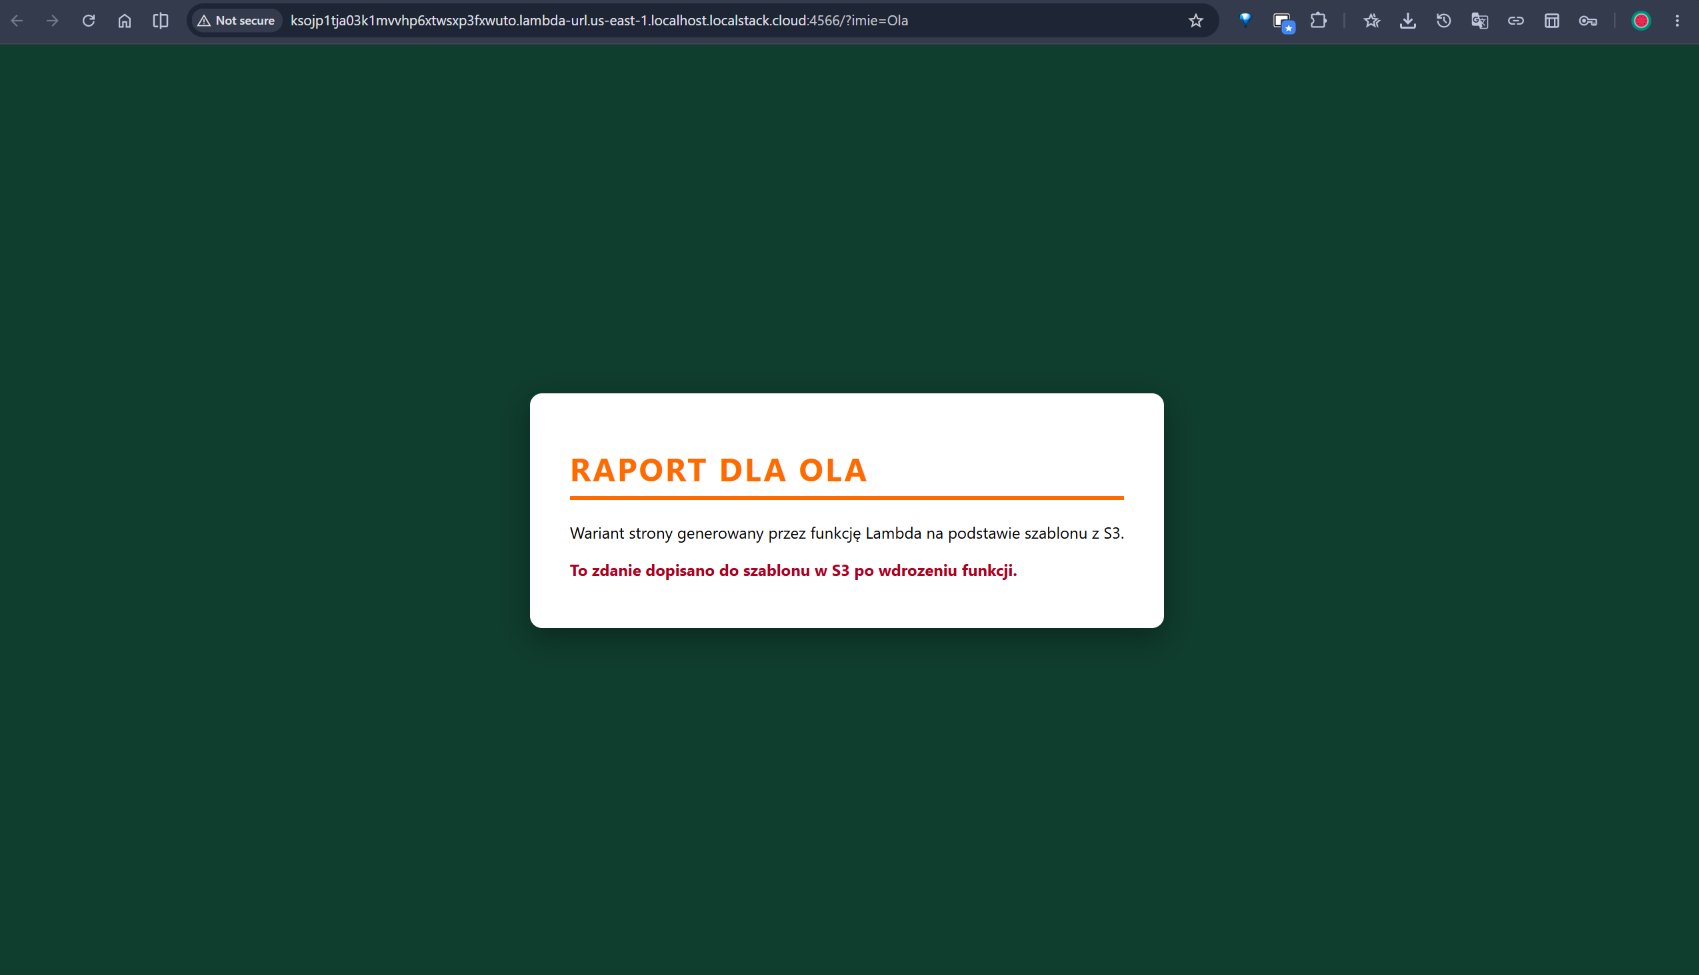 Not secure
ksojp1tja03k1mvvhp6xtwsxp3fxwuto.lambda-url.us-east-1.localhost.localstack.cloud:4566/?imie=Ola
RAPORT DLA OLA
Wariant strony generowany przez funkcję Lambda na podstawie szablonu z S3.
To zdanie dopisano do szablonu w S3 po wdrozeniu funkcji.